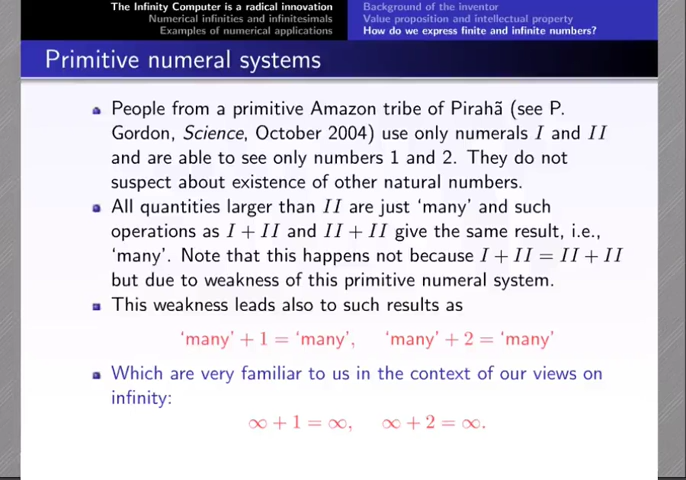 The Infinity Computer is a radical innovation
Numerical infinities and infinitesimals
Examples of numerical applications
Background of the inventor
Value proposition and intellectual property
How do we express finite and infinite numbers?
Primitive numeral systems
People from a primitive Amazon tribe of Pirahã (see P.
Gordon, Science, October 2004) use only numerals I and II
and are able to see only numbers 1 and 2. They do not
suspect about existence of other natural numbers.
All quantities larger than II are just ‘many’ and such
operations as I + II and II + II give the same result, i.e.,
‘many’. Note that this happens not because I + II = II + II
but due to weakness of this primitive numeral system.
This weakness leads also to such results as
‘many’ + 1 = ‘many’, ‘many’ + 2 = ‘many’
Which are very familiar to us in the context of our views on
infinity:
∞ + 1 = ∞, ∞ + 2 = ∞.